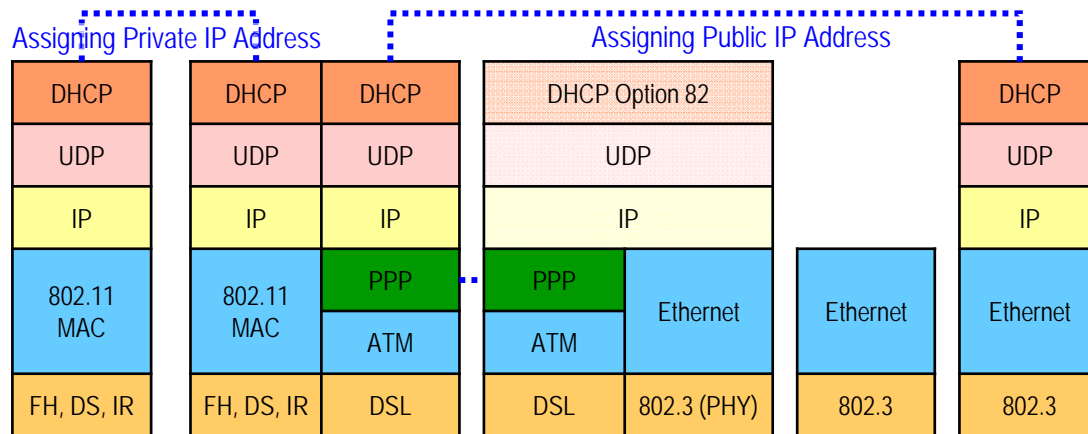 Assigning Private IP Address
Assigning Public IP Address
DHCP
DHCP
DHCP
DHCP Option 82
DHCP
UDP
UDP
UDP
UDP
UDP
IP
IP
IP
IP
IP
802.11
MAC
802.11
MAC
PPP
PPP
Ethernet
Ethernet
Ethernet
ATM
ATM
FH, DS, IR
FH, DS, IR
DSL
DSL
802.3 (PHY)
802.3
802.3